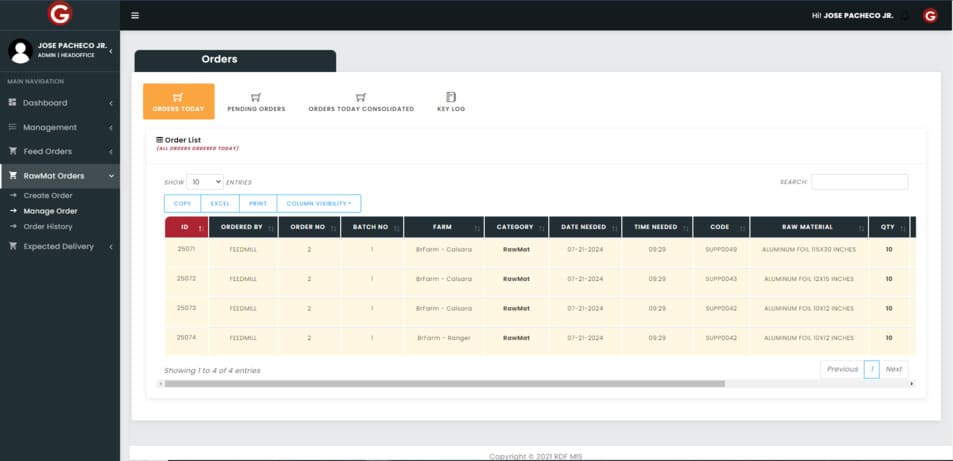 G
Hi! JOSE PACHECO JR.
G
JOSE PACHECO JR.
ADMIN | HEADOFFICE
MAIN NAVIGATION
Dashboard
Management
Feed Orders
RawMat Orders
Create Order
Manage Order
Order History
Expected Delivery
Orders
ORDERS TODAY PENDING ORDERS ORDERS TODAY CONSOLIDATED KEY LOG
Order List
(ALL ORDERS ORDERED TODAY)
SHOW 10 ENTRIES SEARCH:
COPY EXCEL PRINT COLUMN VISIBILITY
ID ORDERED BY ORDER NO BATCH NO FARM CATEGORY DATE NEEDED TIME NEEDED CODE RAW MATERIAL QTY
25071 FEEDMILL 2 1 BrFarm - Calsara RawMat 07-21-2024 09:29 SUPP0049 ALUMINUM FOIL 115X30 INCHES 10
25072 FEEDMILL 2 1 BrFarm - Calsara RawMat 07-21-2024 09:29 SUPP0043 ALUMINUM FOIL 12X15 INCHES 10
25073 FEEDMILL 2 1 BrFarm - Calsara RawMat 07-21-2024 09:29 SUPP0042 ALUMINUM FOIL 10X12 INCHES 10
25074 FEEDMILL 2 1 BrFarm - Ranger RawMat 07-21-2024 09:29 SUPP0042 ALUMINUM FOIL 10X12 INCHES 10
Showing 1 to 4 of 4 entries
Previous 1 Next
Copyright © 2021 RDF MIS